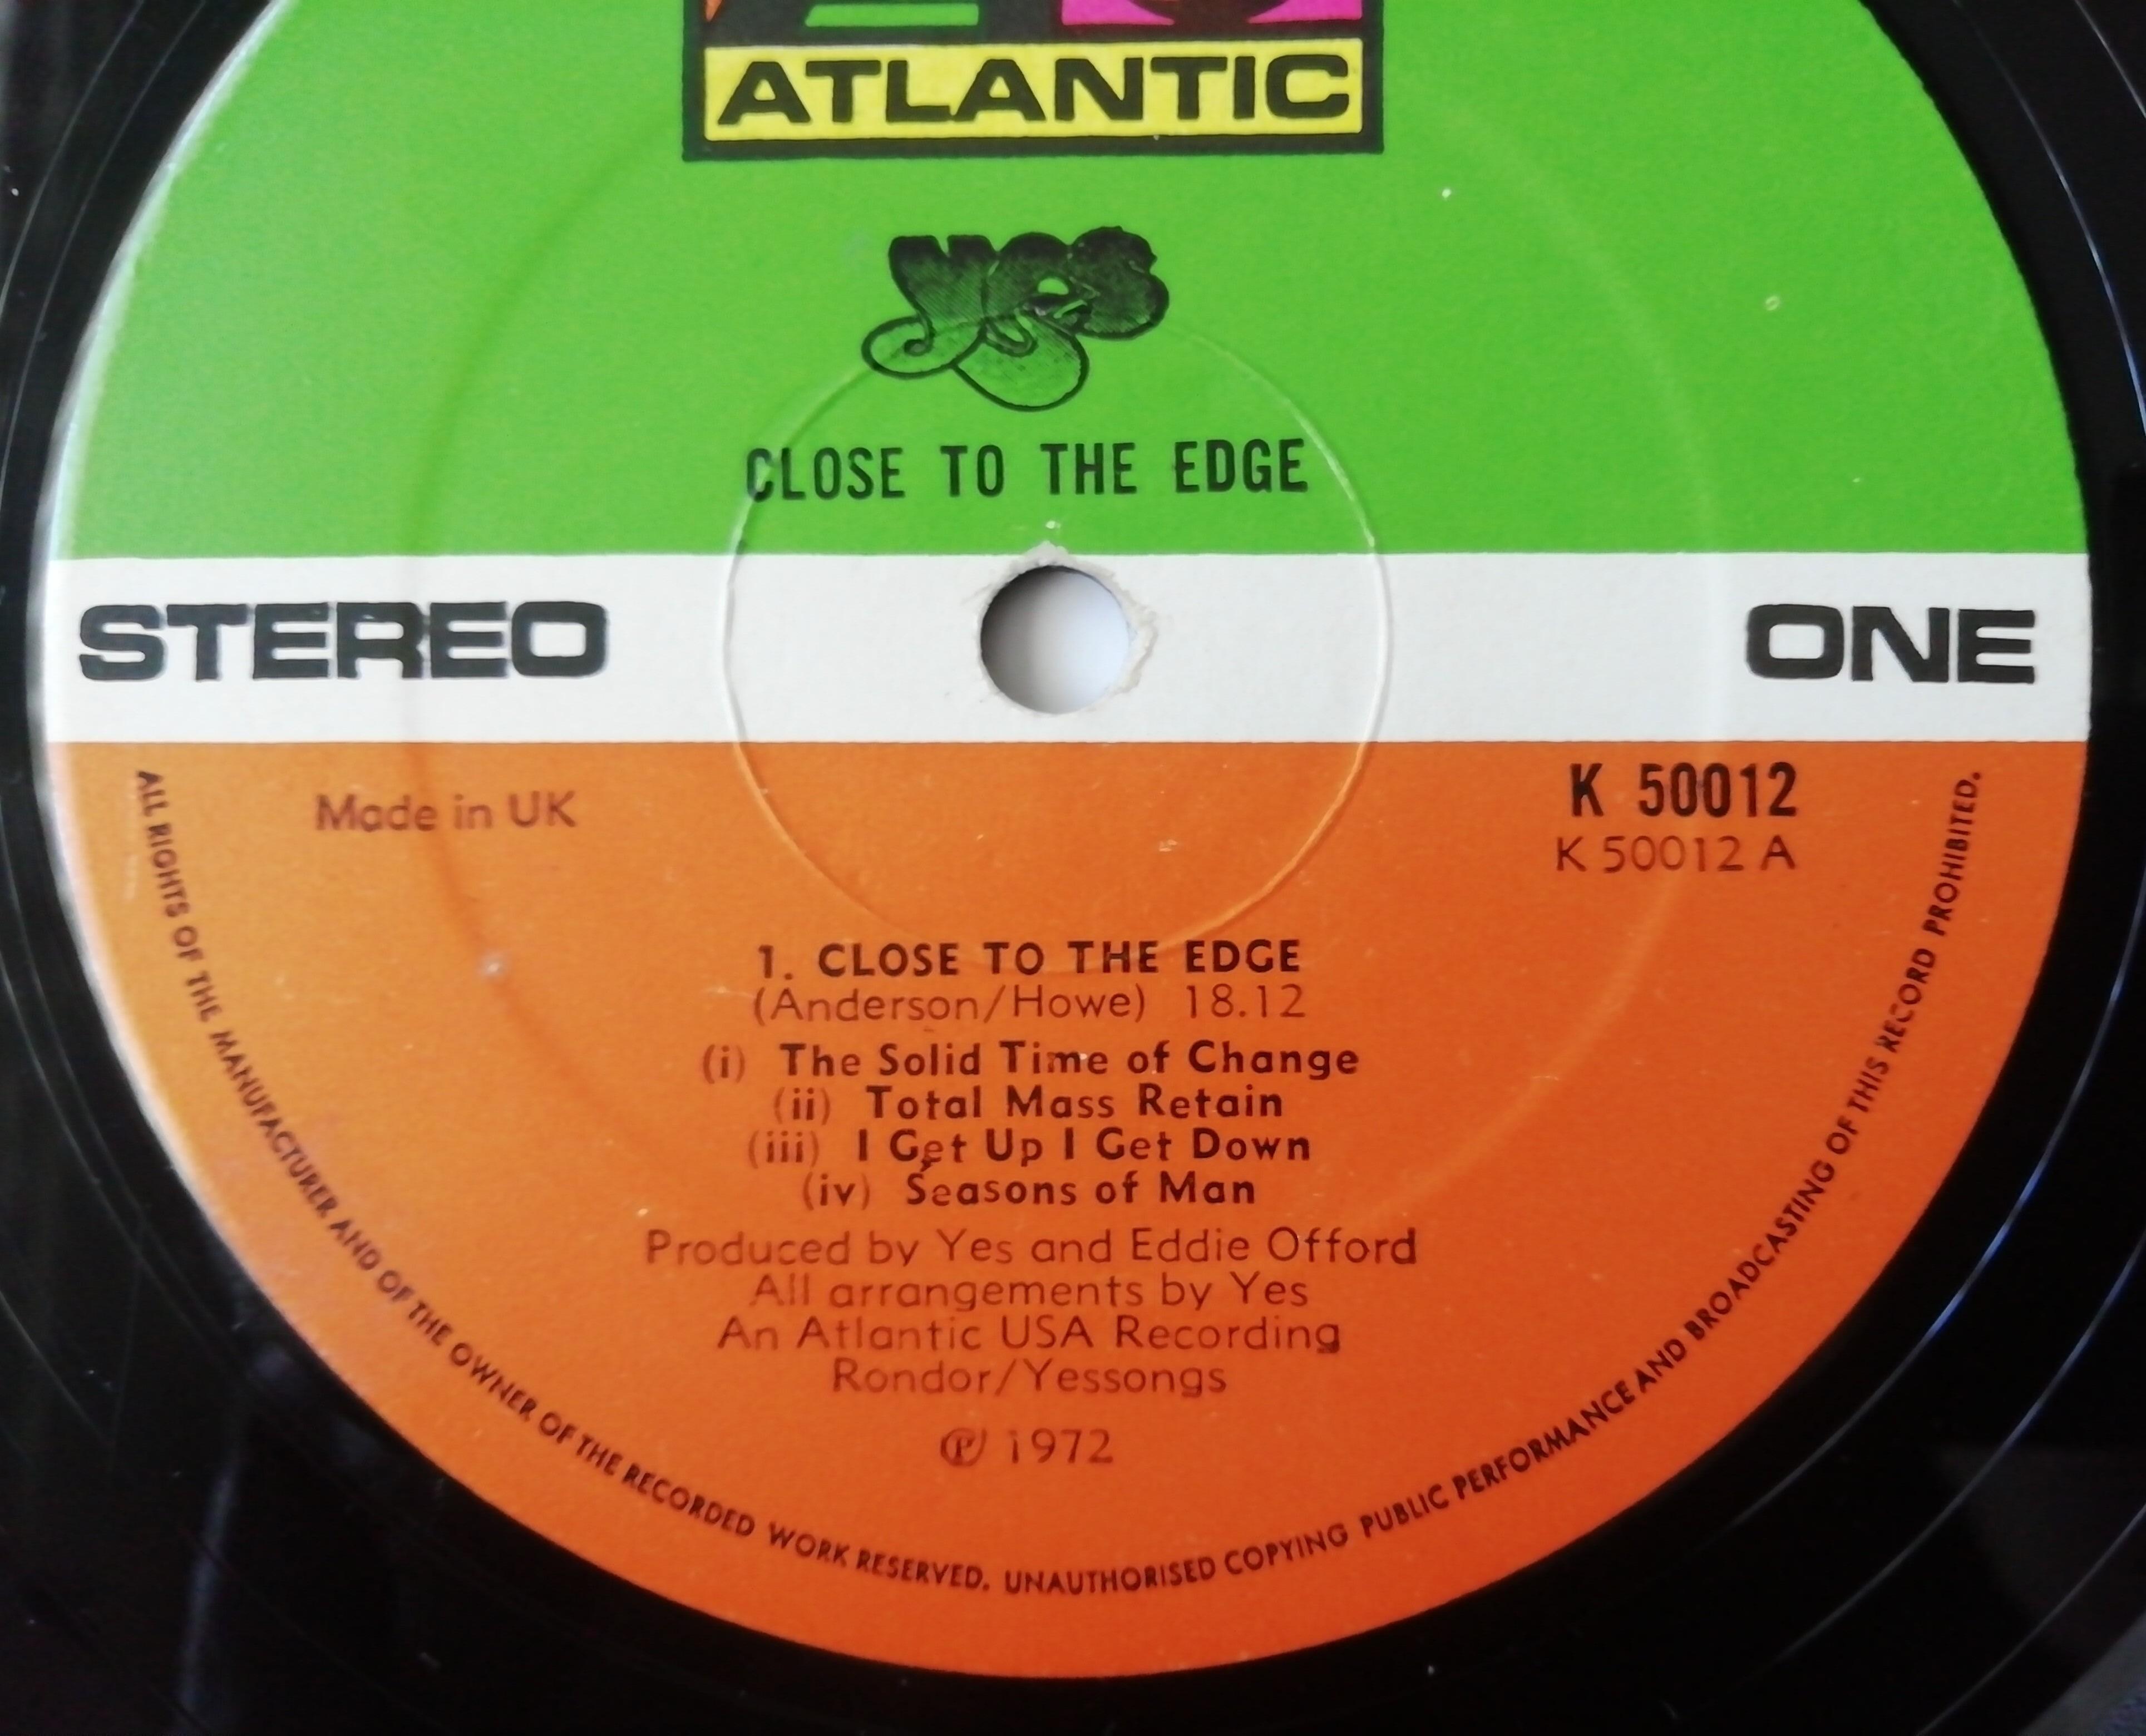 ATLANTIC
yes
CLOSE TO THE EDGE
STEREO
ONE
Made in UK
K 50012
K 50012 A
1. CLOSE TO THE EDGE
(Anderson/Howe) 18.12
(i) The Solid Time of Change
(ii) Total Mass Retain
(iii) I Get Up I Get Down
(iv) Seasons of Man
Produced by Yes and Eddie Offord
All arrangements by Yes
An Atlantic USA Recording
Rondor/Yessongs
℗ 1972
ALL RIGHTS OF THE MANUFACTURER AND OF THE OWNER OF THE RECORDED WORK RESERVED. UNAUTHORISED COPYING PUBLIC PERFORMANCE AND BROADCASTING OF THIS RECORD PROHIBITED.